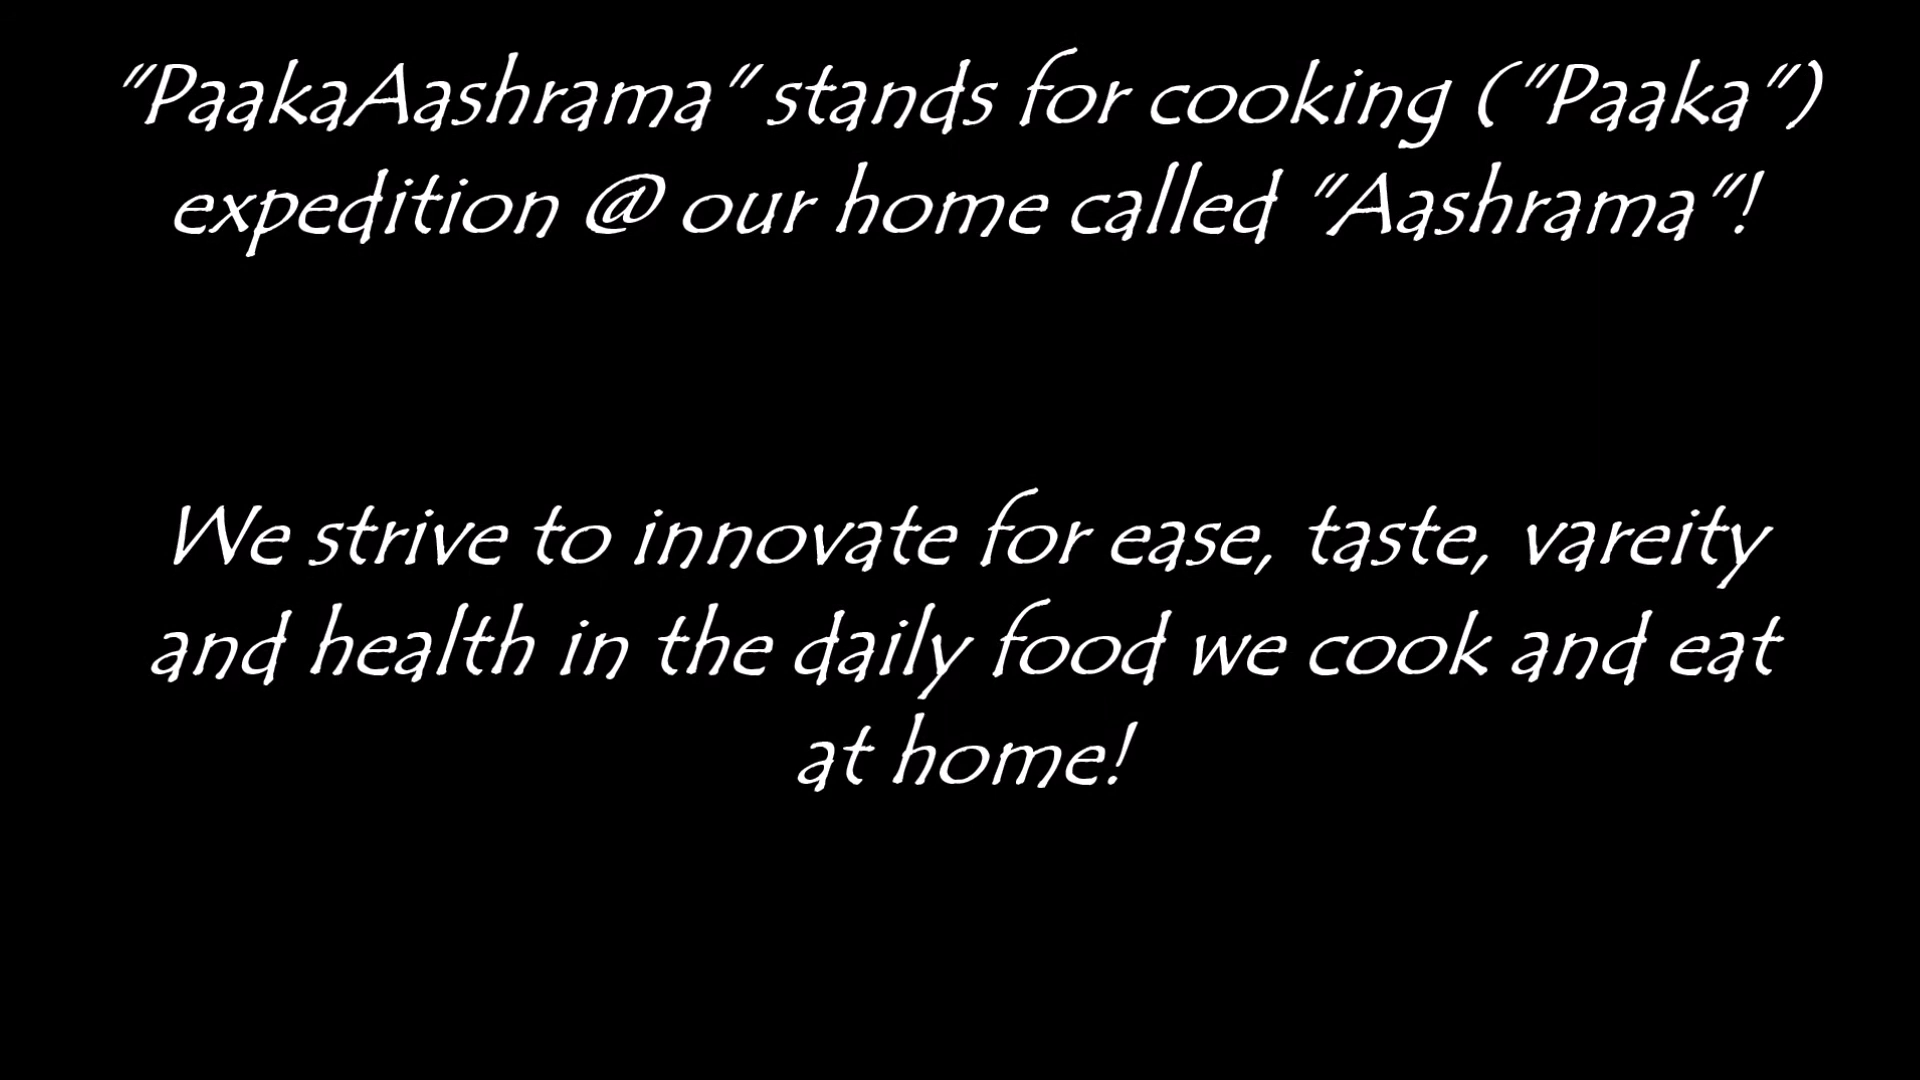 "PaakaAashrama" stands for cooking ("Paaka")
expedition @ our home called "Aashrama"!
We strive to innovate for ease, taste, vareity
and health in the daily food we cook and eat
at home!